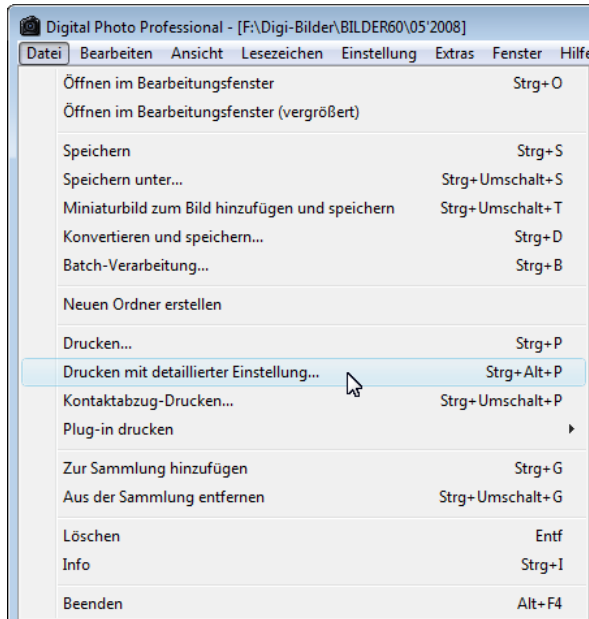 Digital Photo Professional - [F:\Digi-Bilder\BILDER60\05'2008]
Datei Bearbeiten Ansicht Lesezeichen Einstellung Extras Fenster Hilfe
Öffnen im Bearbeitungsfenster Strg+O
Öffnen im Bearbeitungsfenster (vergrößert)
Speichern Strg+S
Speichern unter... Strg+Umschalt+S
Miniaturbild zum Bild hinzufügen und speichern Strg+Umschalt+T
Konvertieren und speichern... Strg+D
Batch-Verarbeitung... Strg+B
Neuen Ordner erstellen
Drucken... Strg+P
Drucken mit detaillierter Einstellung... Strg+Alt+P
Kontaktabzug-Drucken... Strg+Umschalt+P
Plug-in drucken
Zur Sammlung hinzufügen Strg+G
Aus der Sammlung entfernen Strg+Umschalt+G
Löschen Entf
Info Strg+I
Beenden Alt+F4